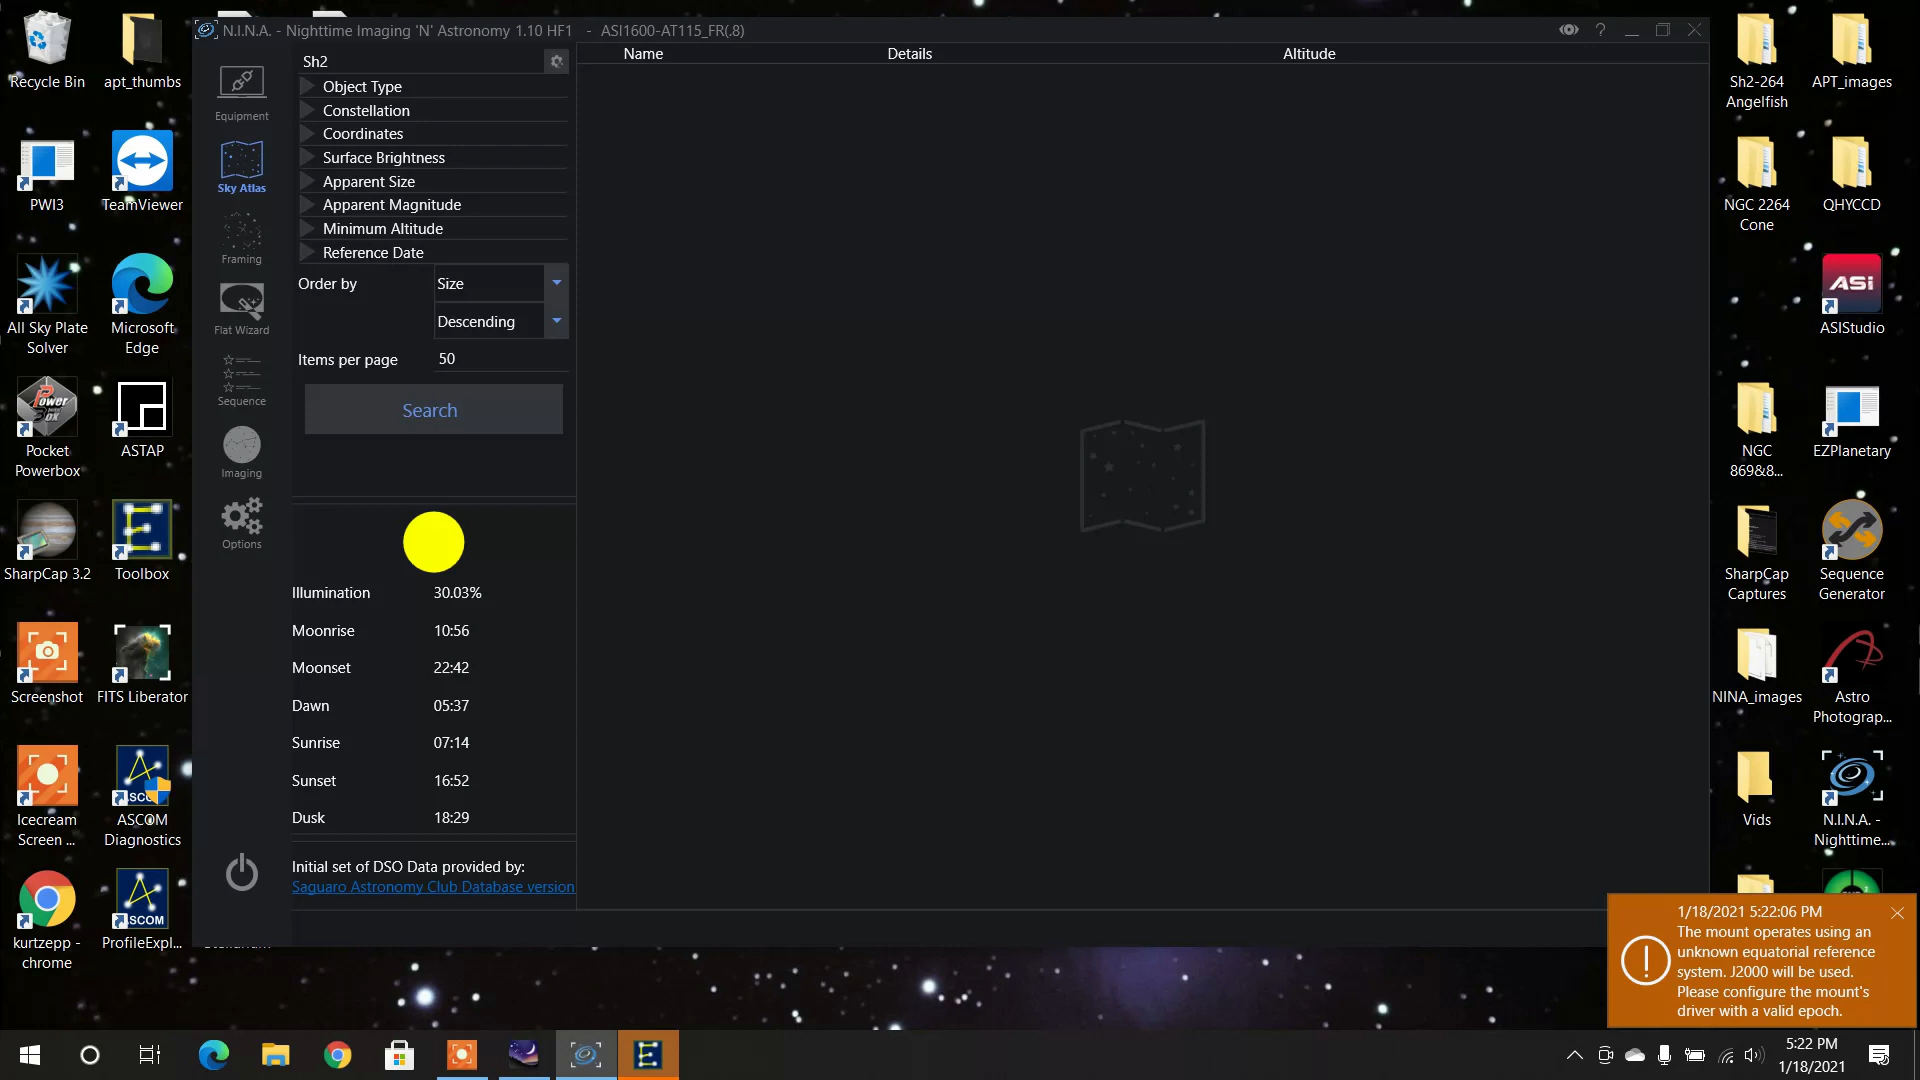 Recycle Bin
apt_thumbs
PWI3
TeamViewer
All Sky Plate
Solver
Microsoft
Edge
Power
Box
Pocket
Powerbox
ASTAP
SharpCap 3.2
Toolbox
Screenshot
FITS Liberator
Icecream
Screen ...
ASCOM
Diagnostics
kurtzepp -
chrome
ASCOM
ProfileExpl...
N.I.N.A. - Nighttime Imaging 'N' Astronomy 1.10 HF1 - ASI1600-AT115_FR(.8)
?
Equipment
Sky Atlas
Framing
Flat Wizard
Sequence
Imaging
Options
Sh2
Object Type
Constellation
Coordinates
Surface Brightness
Apparent Size
Apparent Magnitude
Minimum Altitude
Reference Date
Order by Size
Descending
Items per page 50
Search
Illumination 30.03%
Moonrise 10:56
Moonset 22:42
Dawn 05:37
Sunrise 07:14
Sunset 16:52
Dusk 18:29
Initial set of DSO Data provided by:
Saguaro Astronomy Club Database version
Name Details Altitude
Sh2-264
Angelfish
APT_images
NGC 2264
Cone
QHYCCD
ASi
ASIStudio
NGC
869&8...
EZPlanetary
SharpCap
Captures
Sequence
Generator
NINA_images
Astro
Photograp...
Vids
N.I.N.A. -
Nighttime...
1/18/2021 5:22:06 PM
The mount operates using an
unknown equatorial reference
system. J2000 will be used.
Please configure the mount's
driver with a valid epoch.
5:22 PM
1/18/2021